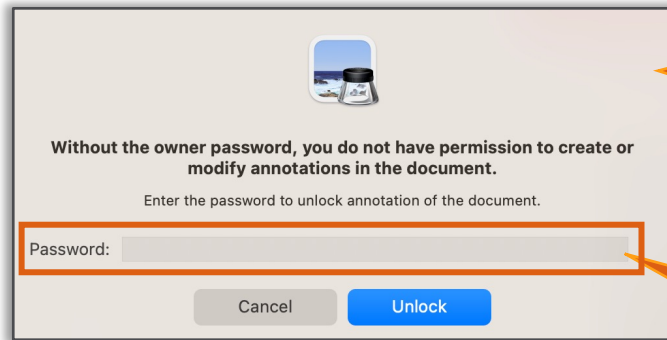 Without the owner password, you do not have permission to create or
modify annotations in the document.
Enter the password to unlock annotation of the document.
Password:
Cancel
Unlock